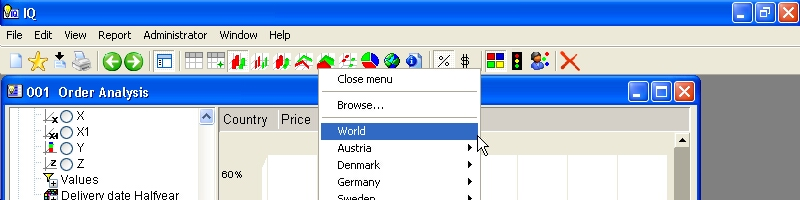 IQ
File Edit View Report Administrator Window Help
% $
001 Order Analysis
Close menu
Browse...
World
Austria
Denmark
Germany
Sweden
X
X1
Y
Z
Values
Delivery date Halfyear
Country Price
60%